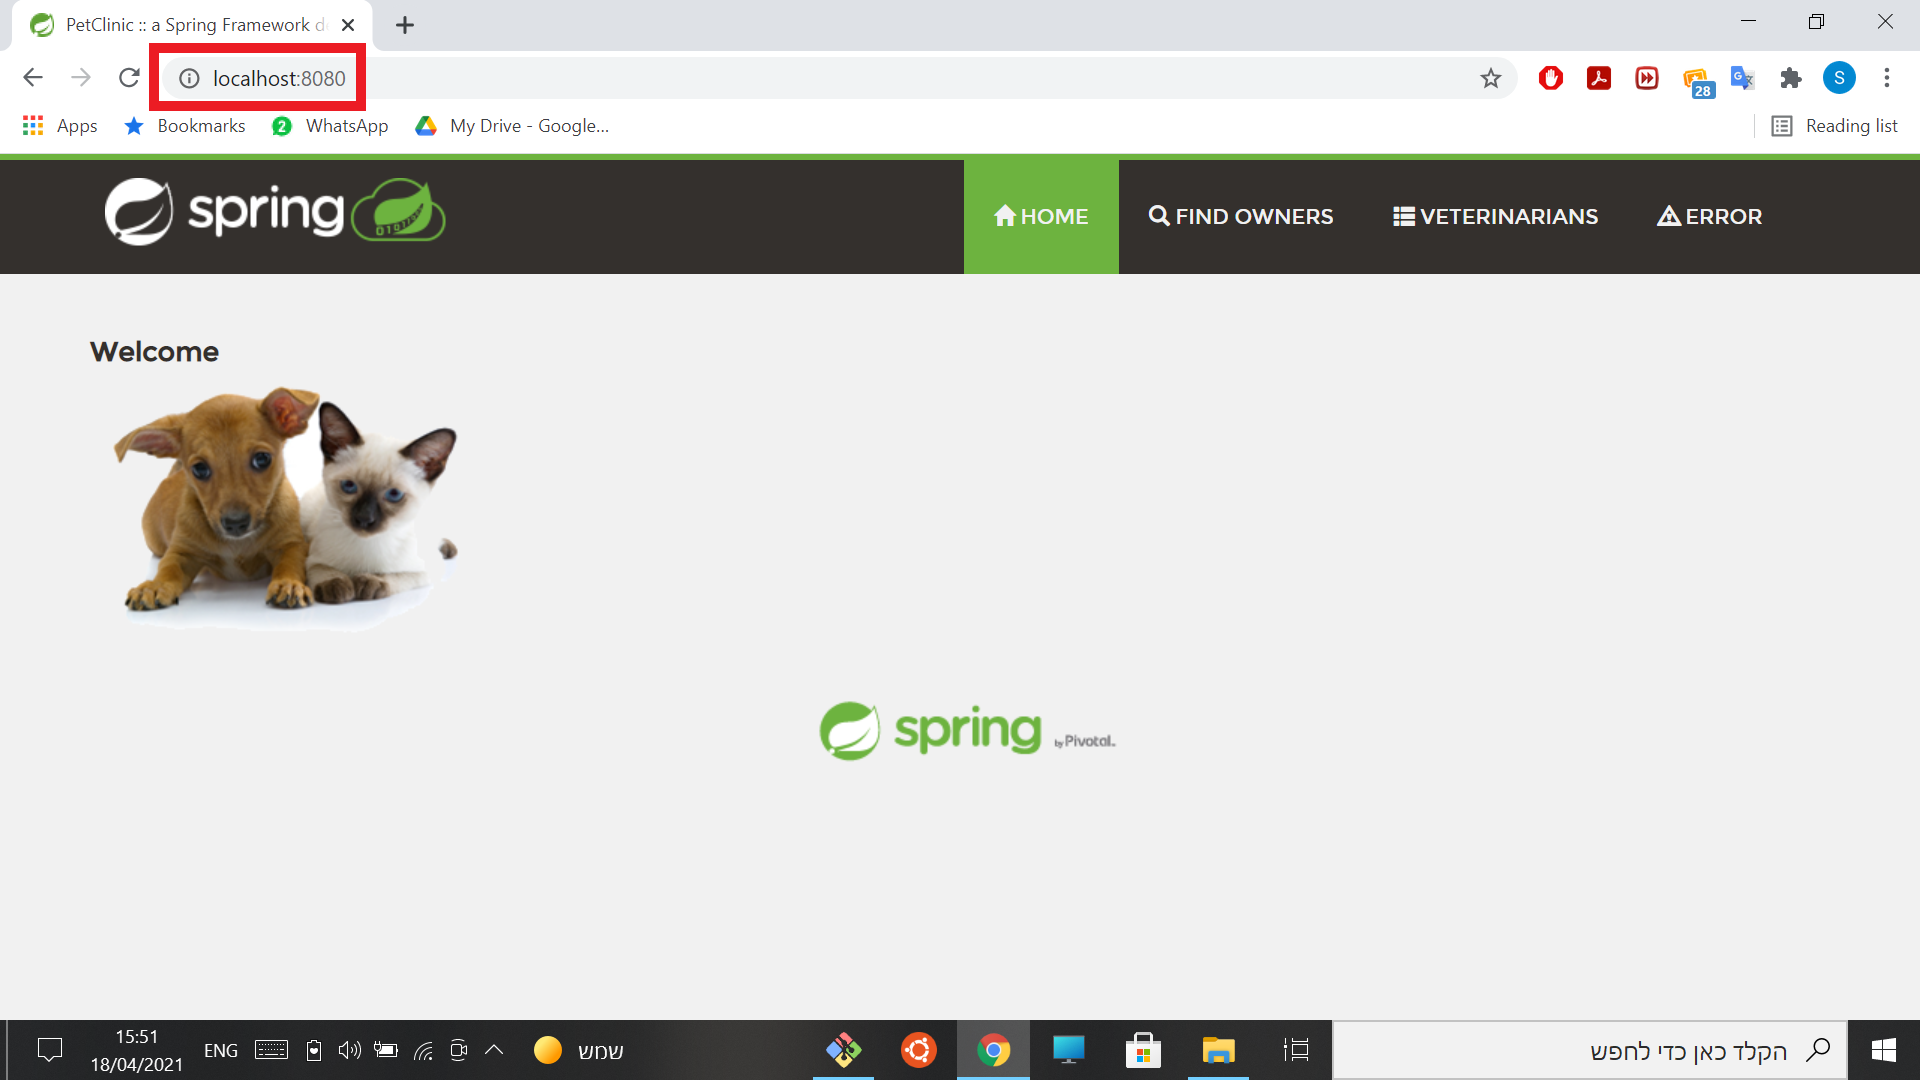 PetClinic :: a Spring Framework d
localhost:8080
28
S
Apps
Bookmarks
2
WhatsApp
My Drive - Google...
Reading list
spring
HOME
FIND OWNERS
VETERINARIANS
ERROR
Welcome
spring by Pivotal
15:51
18/04/2021
ENG
שמש
הקלד כאן כדי לחפש